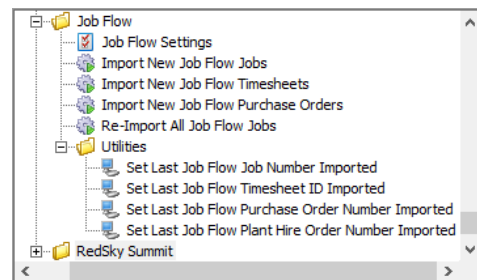 Job Flow
Job Flow Settings
Import New Job Flow Jobs
Import New Job Flow Timesheets
Import New Job Flow Purchase Orders
Re-Import All Job Flow Jobs
Utilities
Set Last Job Flow Job Number Imported
Set Last Job Flow Timesheet ID Imported
Set Last Job Flow Purchase Order Number Imported
Set Last Job Flow Plant Hire Order Number Imported
RedSky Summit